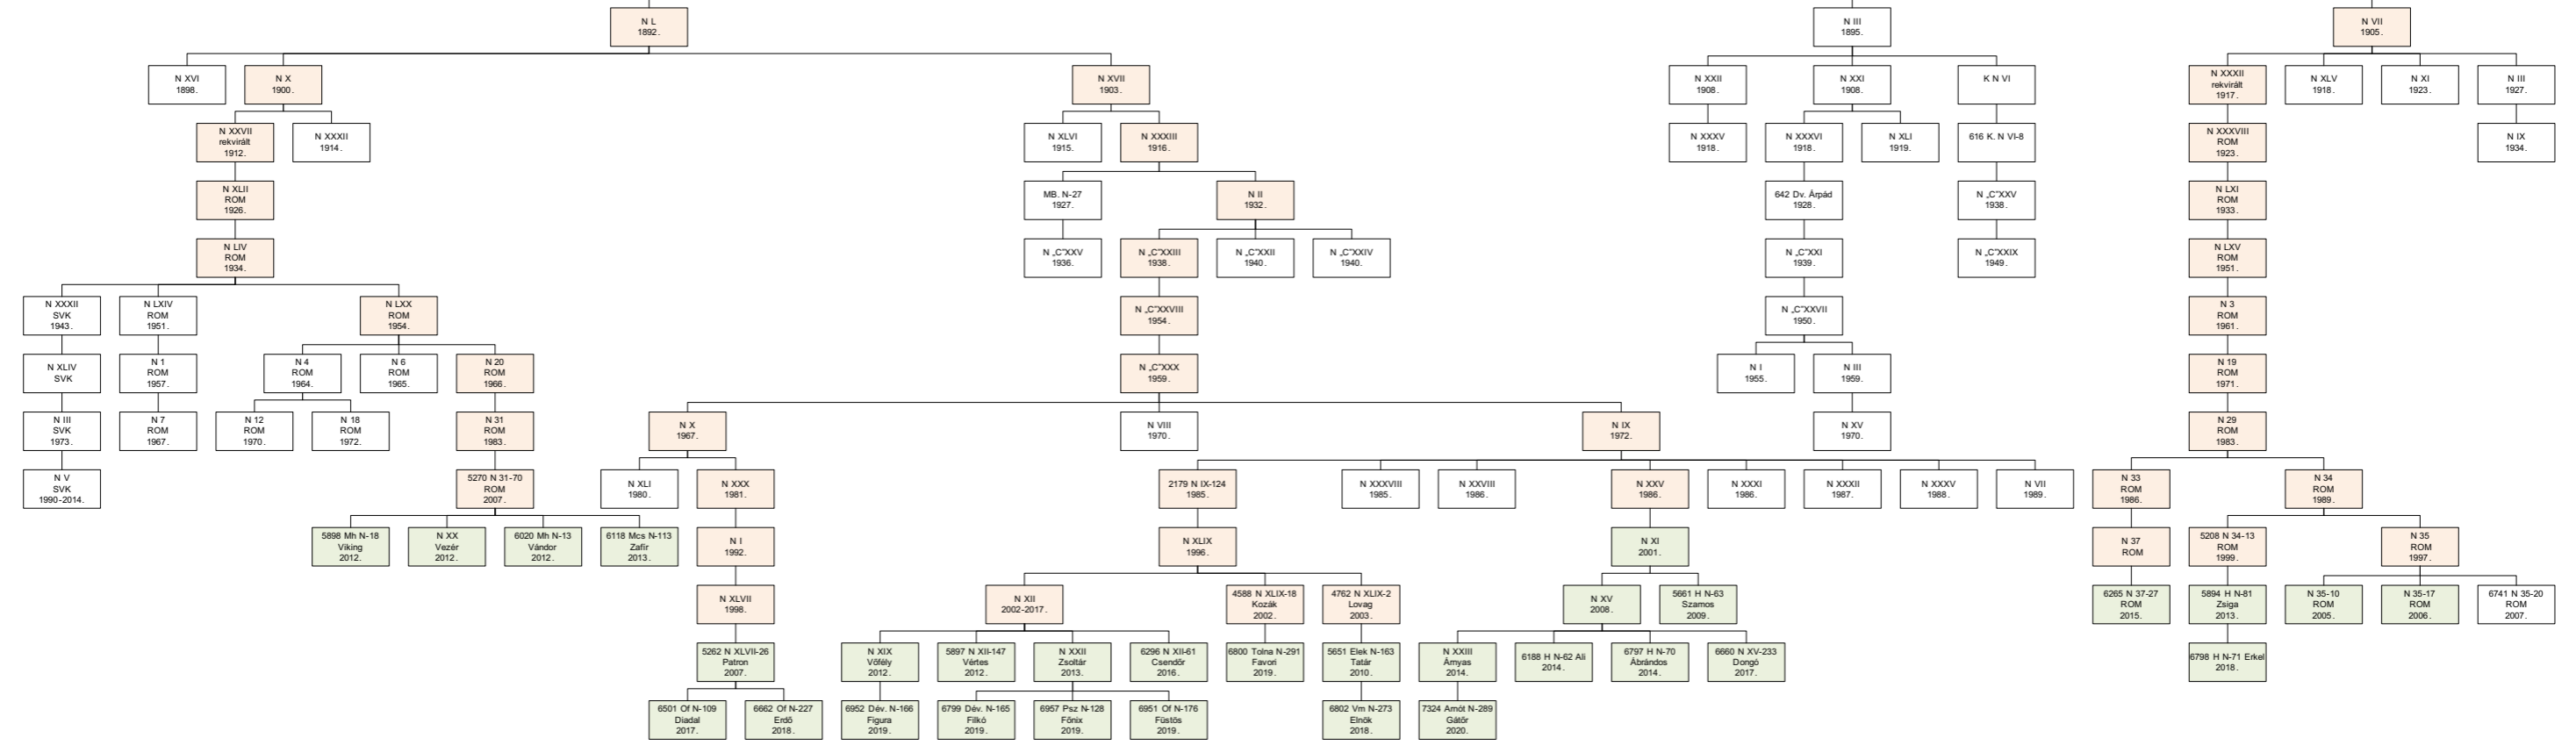 N L
1892.
N III
1895.
N VII
1905.
N XVI
1898.
N X
1900.
N XVII
1903.
N XXII
1908.
N XXI
1908.
K N VI
N XXXII
rekvirált
1917.
N XLV
1918.
N XI
1923.
N III
1927.
N XXVII
rekvirált
1912.
N XXXII
1914.
N XLVI
1915.
N XXXIII
1916.
N XXXV
1918.
N XXXVI
1918.
N XLI
1919.
616 K. N VI-8
N XXXVIII
ROM
1923.
N IX
1934.
N XLII
ROM
1926.
MB. N-27
1927.
N II
1932.
642 Dv. Árpád
1928.
N „C"XXV
1938.
N LXI
ROM
1933.
N LIV
ROM
1934.
N „C"XXV
1936.
N „C"XXIII
1938.
N „C"XXII
1940.
N „C"XXIV
1940.
N „C"XXI
1939.
N „C"XXIX
1949.
N LXV
ROM
1951.
N XXXII
SVK
1943.
N LXIV
ROM
1951.
N LXX
ROM
1954.
N „C"XXVIII
1954.
N „C"XXVII
1950.
N 3
ROM
1961.
N XLIV
SVK
N 1
ROM
1957.
N 4
ROM
1964.
N 6
ROM
1965.
N 20
ROM
1966.
N „C"XXX
1959.
N I
1955.
N III
1959.
N 19
ROM
1971.
N III
SVK
1973.
N 7
ROM
1967.
N 12
ROM
1970.
N 18
ROM
1972.
N 31
ROM
1983.
N X
1967.
N VIII
1970.
N IX
1972.
N XV
1970.
N 29
ROM
1983.
N V
SVK
1990-2014.
5270 N 31-70
ROM
2007.
N XLI
1980.
N XXX
1981.
2179 N IX-124
1985.
N XXXVIII
1985.
N XXVIII
1986.
N XXV
1986.
N XXXI
1986.
N XXXII
1987.
N XXXV
1988.
N VII
1989.
N 33
ROM
1986.
N 34
ROM
1989.
5898 Mh N-18
Viking
2012.
N XX
Vezér
2012.
6020 Mh N-13
Vándor
2012.
6118 Mcs N-113
Zafír
2013.
N I
1992.
N XLIX
1996.
N XI
2001.
N 37
ROM
5208 N 34-13
ROM
1999.
N 35
ROM
1997.
N XLVII
1998.
N XII
2002-2017.
4588 N XLIX-18
Kozák
2002.
4762 N XLIX-2
Lovag
2003.
N XV
2008.
5661 H N-63
Szamos
2009.
6265 N 37-27
ROM
2015.
5894 H N-81
Zsiga
2013.
N 35-10
ROM
2005.
N 35-17
ROM
2006.
6741 N 35-20
ROM
2007.
5262 N XLVII-26
Patron
2007.
N XIX
Vőfély
2012.
5897 N XII-147
Vértes
2012.
N XXII
Zsoltár
2013.
6296 N XII-61
Csendőr
2016.
6800 Tolna N-291
Favori
2019.
5651 Elek N-163
Tatár
2010.
N XXIII
Árnyas
2014.
6188 H N-62 Ali
2014.
6797 H N-70
Ábrándos
2014.
6660 N XV-233
Dongó
2017.
6798 H N-71 Erkel
2018.
6501 Of N-109
Diadal
2017.
6662 Of N-227
Erdő
2018.
6952 Dév. N-166
Figura
2019.
6799 Dév. N-165
Filkó
2019.
6957 Psz N-128
Főnix
2019.
6951 Of N-176
Füstös
2019.
6802 Vm N-273
Elnök
2018.
7324 Amót N-289
Gátőr
2020.